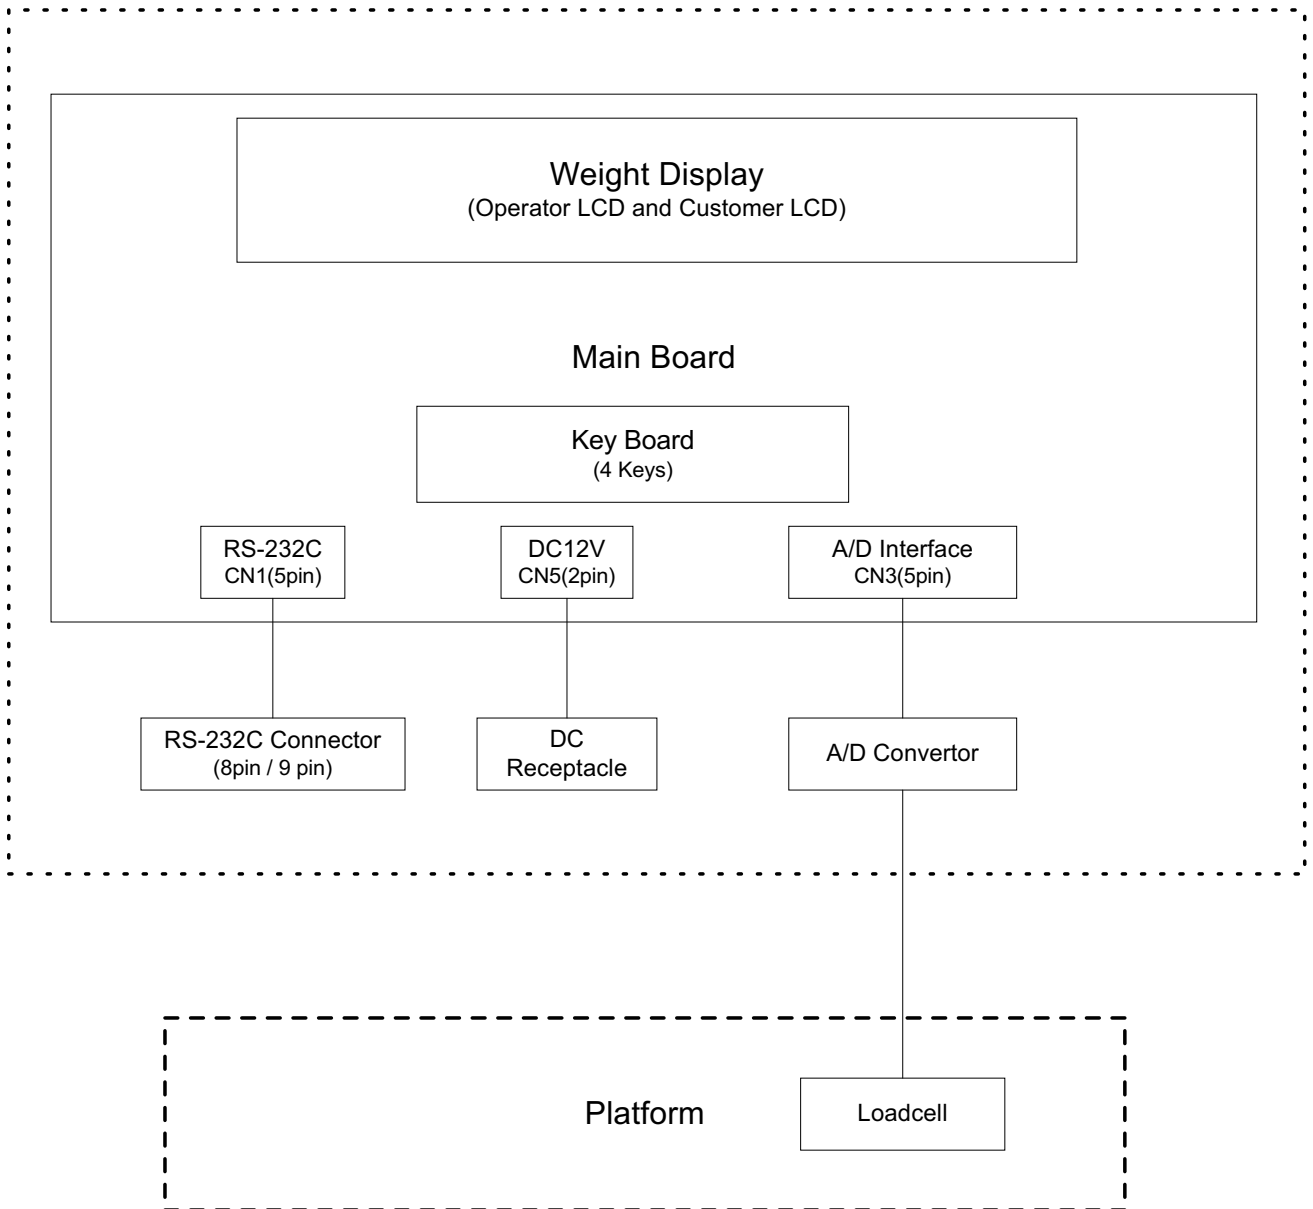 Weight Display
(Operator LCD and Customer LCD)
Main Board
Key Board
(4 Keys)
RS-232C
CN1(5pin)
DC12V
CN5(2pin)
A/D Interface
CN3(5pin)
RS-232C Connector
(8pin / 9 pin)
DC
Receptacle
A/D Convertor
Platform
Loadcell